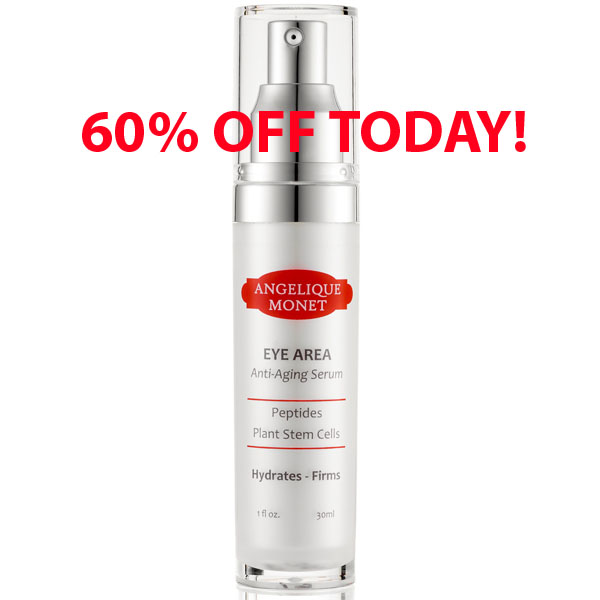 60% OFF TODAY!
ANGELIQUE
MONET
EYE AREA
Anti-Aging Serum
Peptides
Plant Stem Cells
Hydrates - Firms
1 fl oz. 30ml